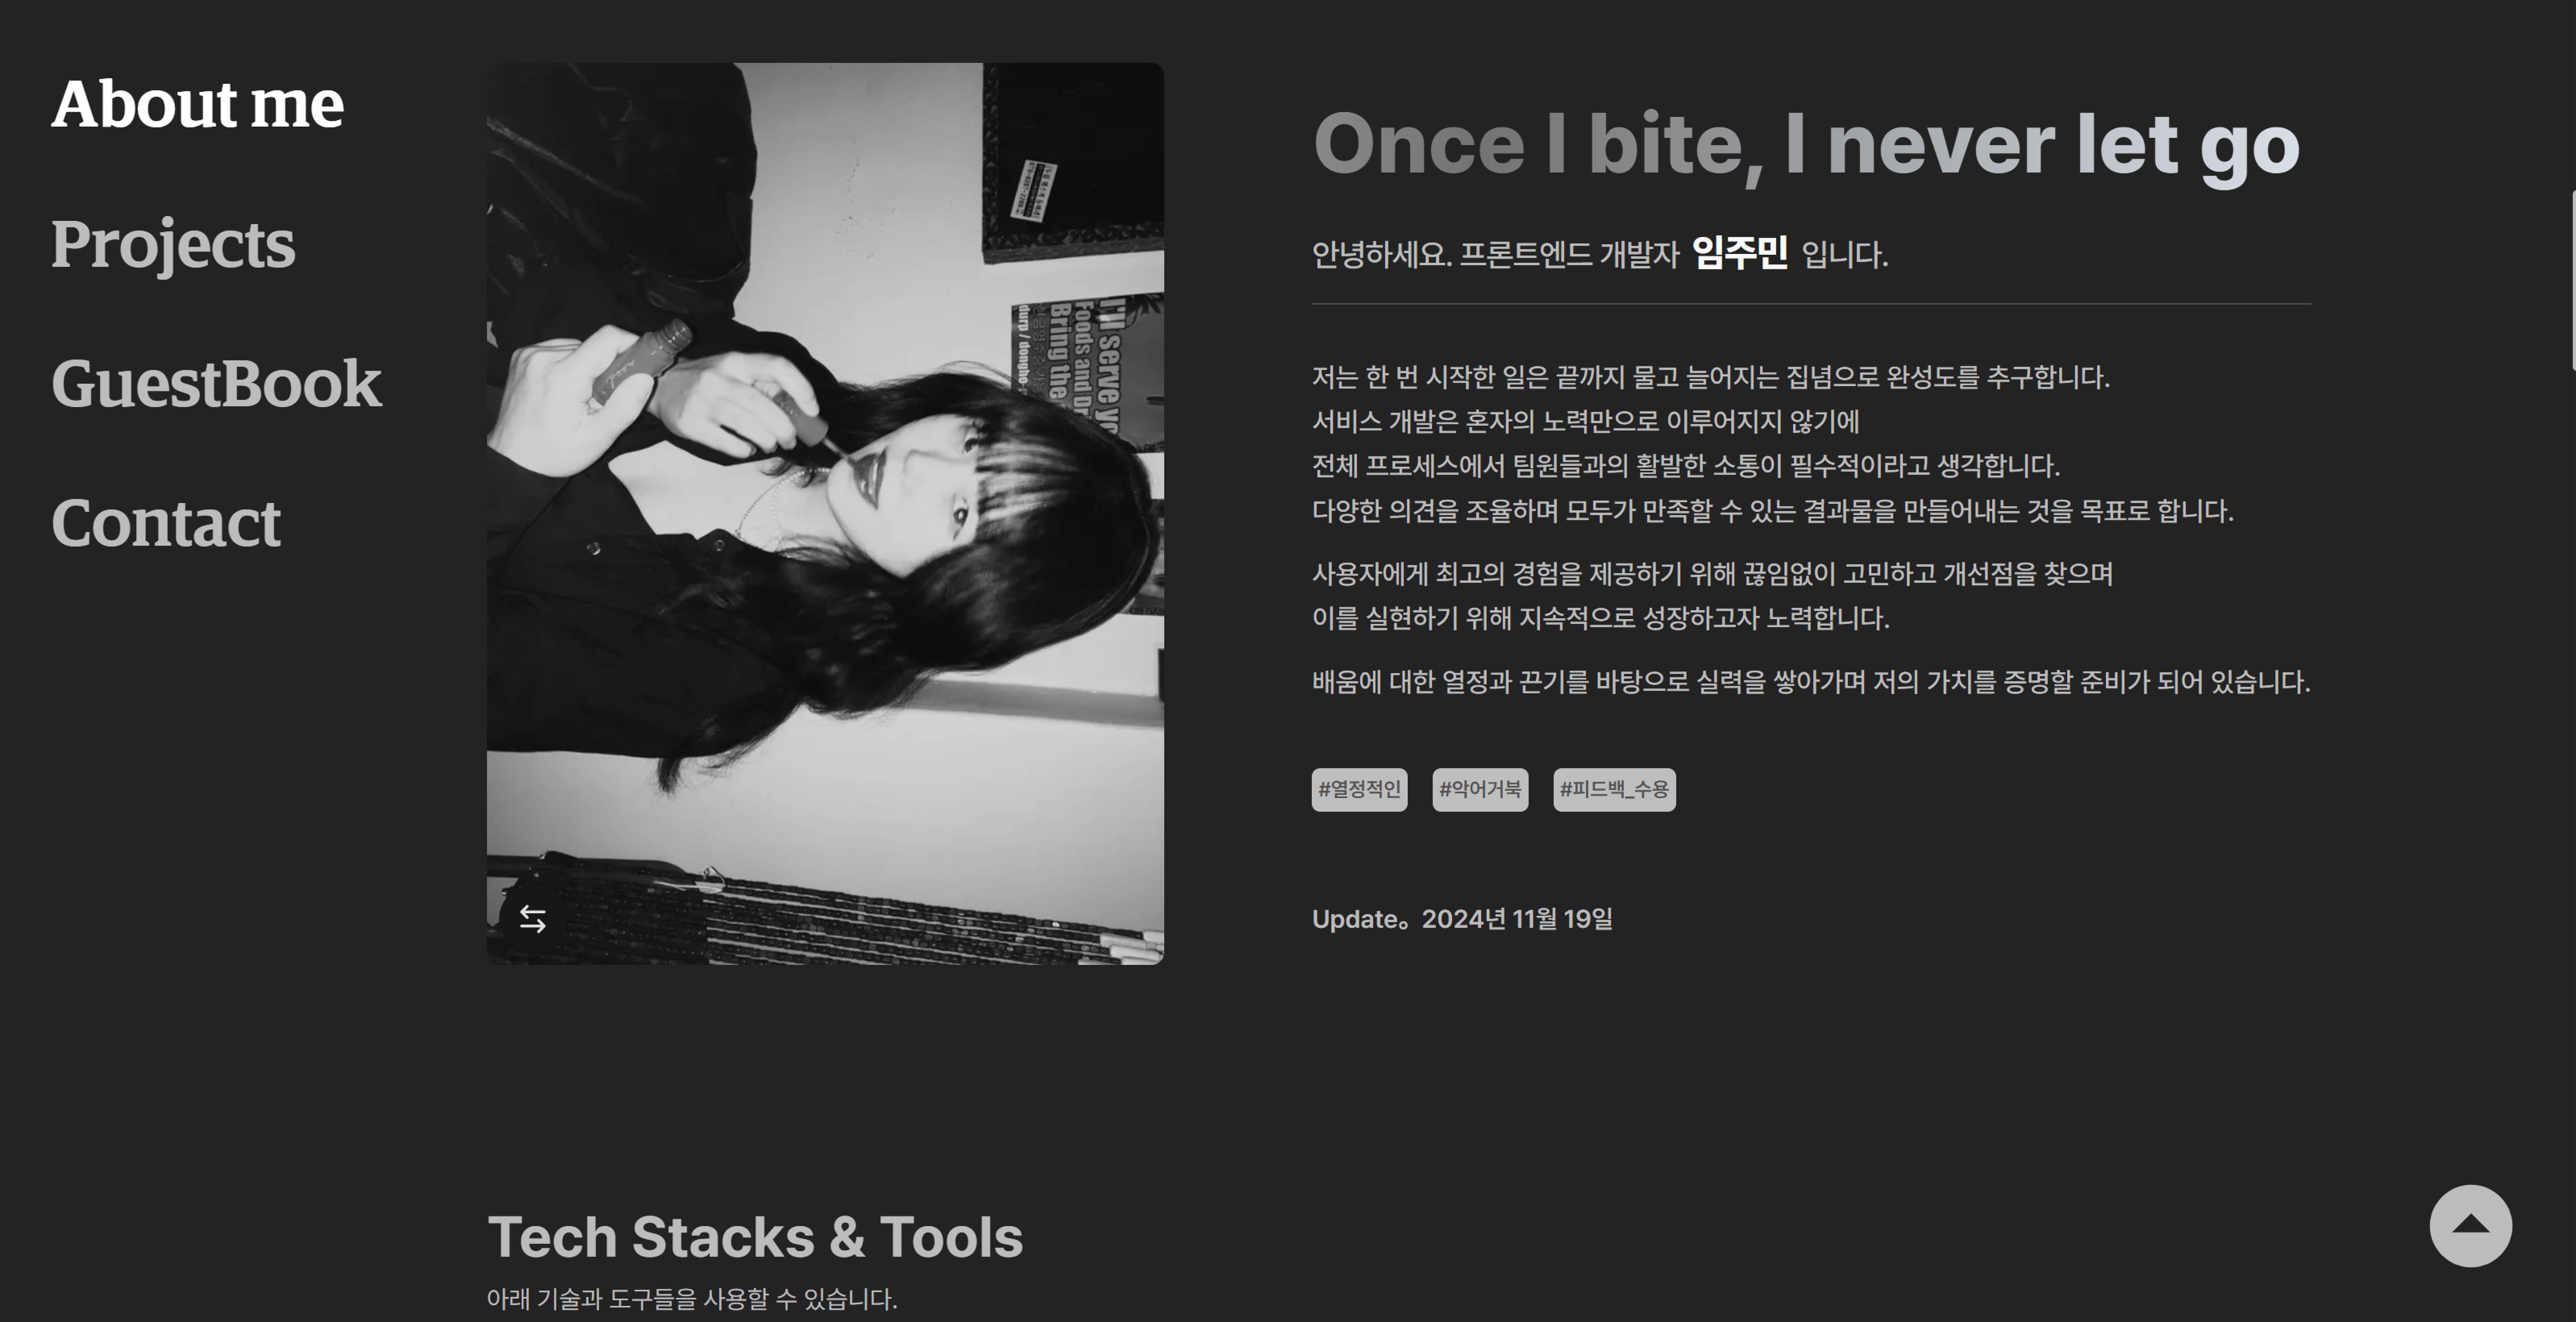 About me
Projects
GuestBook
Contact
I'll serve yo
Foods and Dri
Bring the
durp / dongho-
Once I bite, I never let go
안녕하세요. 프론트엔드 개발자 임주민 입니다.
저는 한 번 시작한 일은 끝까지 물고 늘어지는 집념으로 완성도를 추구합니다.
서비스 개발은 혼자의 노력만으로 이루어지지 않기에
전체 프로세스에서 팀원들과의 활발한 소통이 필수적이라고 생각합니다.
다양한 의견을 조율하며 모두가 만족할 수 있는 결과물을 만들어내는 것을 목표로 합니다.
사용자에게 최고의 경험을 제공하기 위해 끊임없이 고민하고 개선점을 찾으며
이를 실현하기 위해 지속적으로 성장하고자 노력합니다.
배움에 대한 열정과 끈기를 바탕으로 실력을 쌓아가며 저의 가치를 증명할 준비가 되어 있습니다.
#열정적인 #악어거북 #피드백_수용
Update。2024년 11월 19일
Tech Stacks & Tools
아래 기술과 도구들을 사용할 수 있습니다.